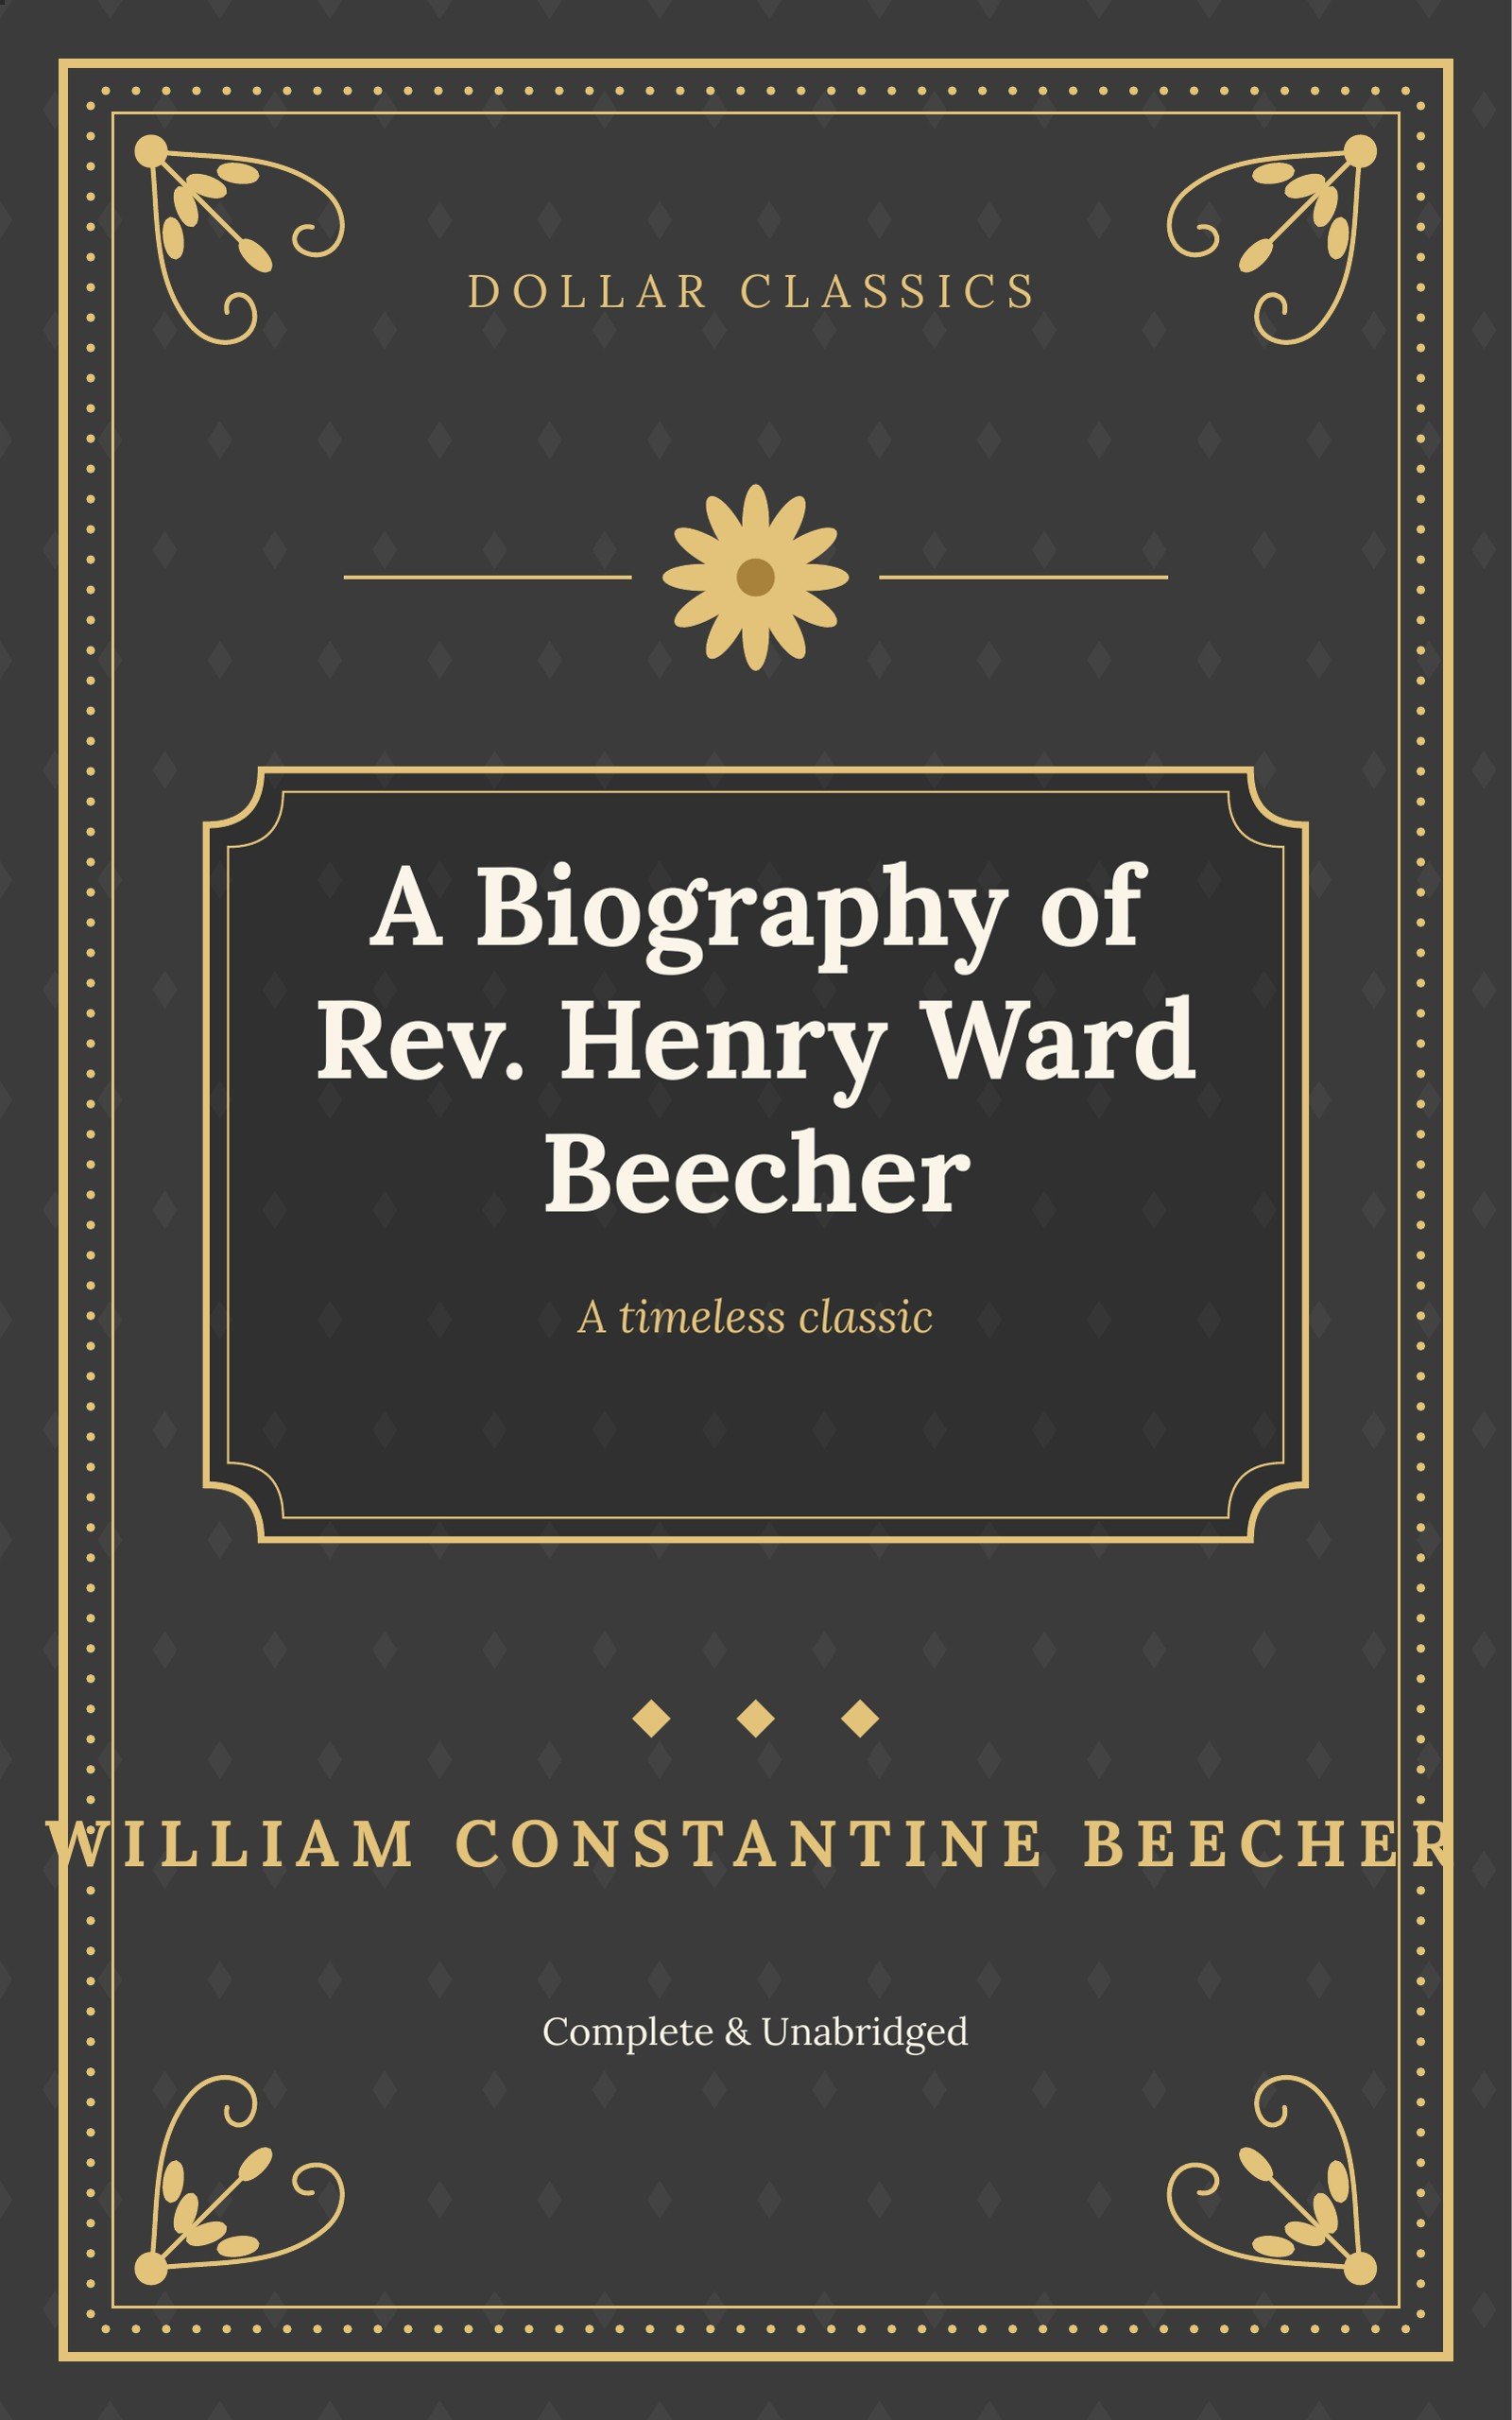 DOLLAR CLASSICS
A Biography of
Rev. Henry Ward
Beecher
A timeless classic
WILLIAM CONSTANTINE BEECHER
Complete & Unabridged